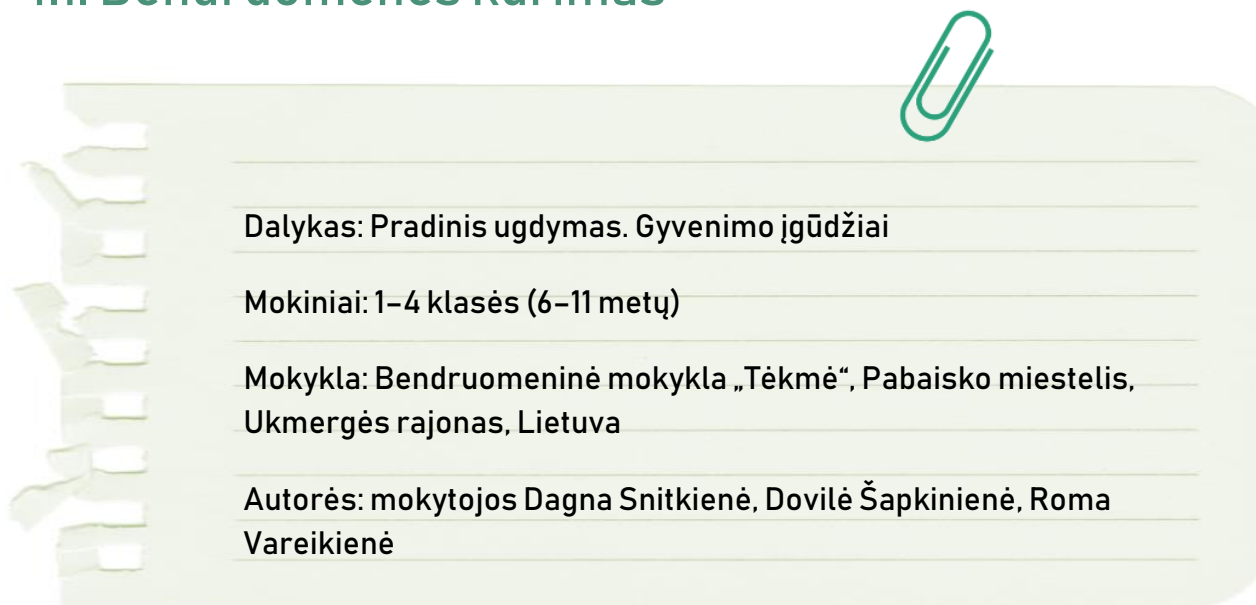 III. Bendruomenės kūrimas
Dalykas: Pradinis ugdymas. Gyvenimo įgūdžiai
Mokiniai: 1–4 klasės (6–11 metų)
Mokykla: Bendruomeninė mokykla „Tėkmė“, Pabaisko miestelis,
Ukmergės rajonas, Lietuva
Autorės: mokytojos Dagna Snitkienė, Dovilė Šapkinienė, Roma
Vareikienė